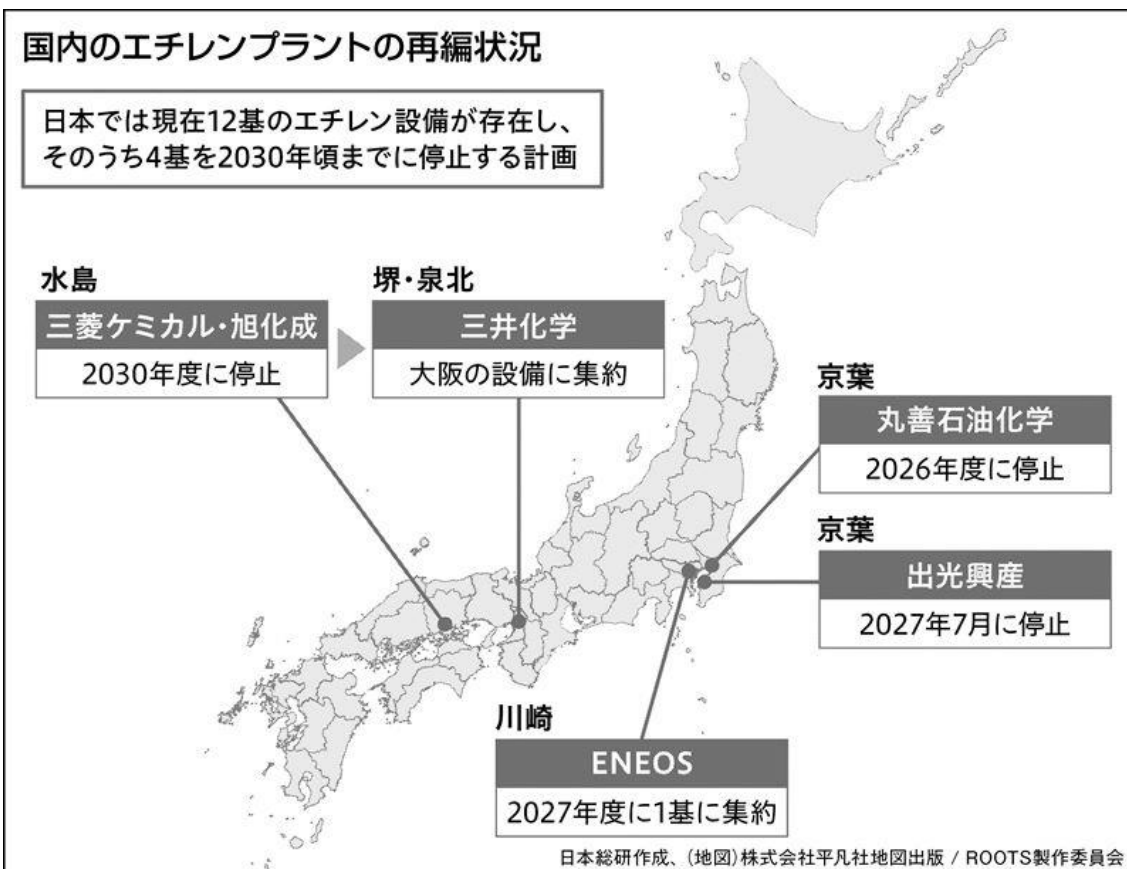 国内のエチレンプラントの再編状況
日本では現在12基のエチレン設備が存在し、
そのうち4基を2030年頃までに停止する計画
水島
三菱ケミカル・旭化成
2030年度に停止
堺・泉北
三井化学
大阪の設備に集約
京葉
丸善石油化学
2026年度に停止
京葉
出光興産
2027年7月に停止
川崎
ENEOS
2027年度に1基に集約
日本総研作成、(地図)株式会社平凡社地図出版 / ROOTS製作委員会